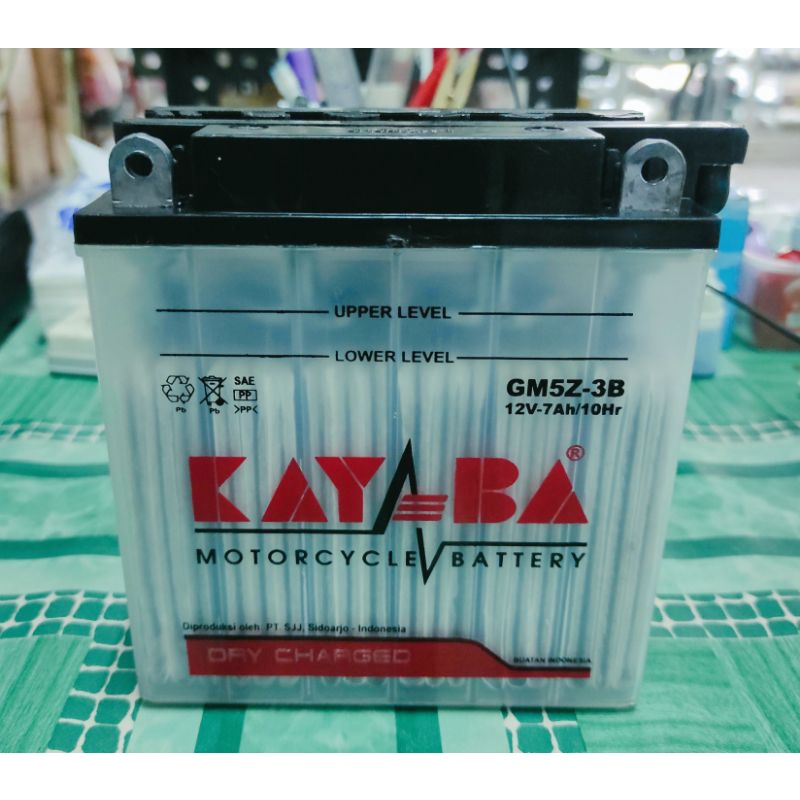 UPPER LEVEL
LOWER LEVEL
Pb
Pb
SAE
PP
>PP<
GM5Z-3B
12V-7Ah/10Hr
KAYABA®
MOTORCYCLE BATTERY
Diproduksi oleh PT. SJJ, Sidoarjo - Indonesia
DRY CHARGED
BUATAN INDONESIA